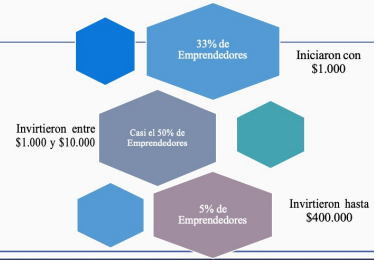 33% de
Emprendedores
Iniciaron con
$1.000
Invirtieron entre
$1.000 y $10.000
Casi el 50% de
Emprendedores
5% de
Emprendedores
Invirtieron hasta
$400.000